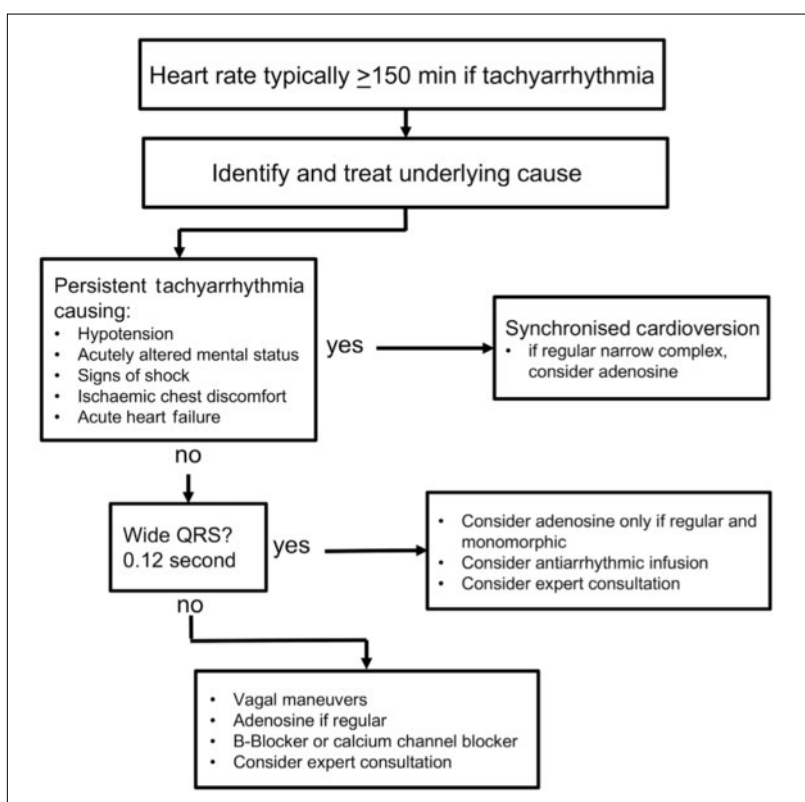 Heart rate typically ≥150 min if tachyarrhythmia
Identify and treat underlying cause
Persistent tachyarrhythmia
causing:
• Hypotension
• Acutely altered mental status
• Signs of shock
• Ischaemic chest discomfort
• Acute heart failure
yes
Synchronised cardioversion
• if regular narrow complex,
consider adenosine
no
Wide QRS?
0.12 second
yes
• Consider adenosine only if regular and
monomorphic
• Consider antiarrhythmic infusion
• Consider expert consultation
no
• Vagal maneuvers
• Adenosine if regular
• B-Blocker or calcium channel blocker
• Consider expert consultation